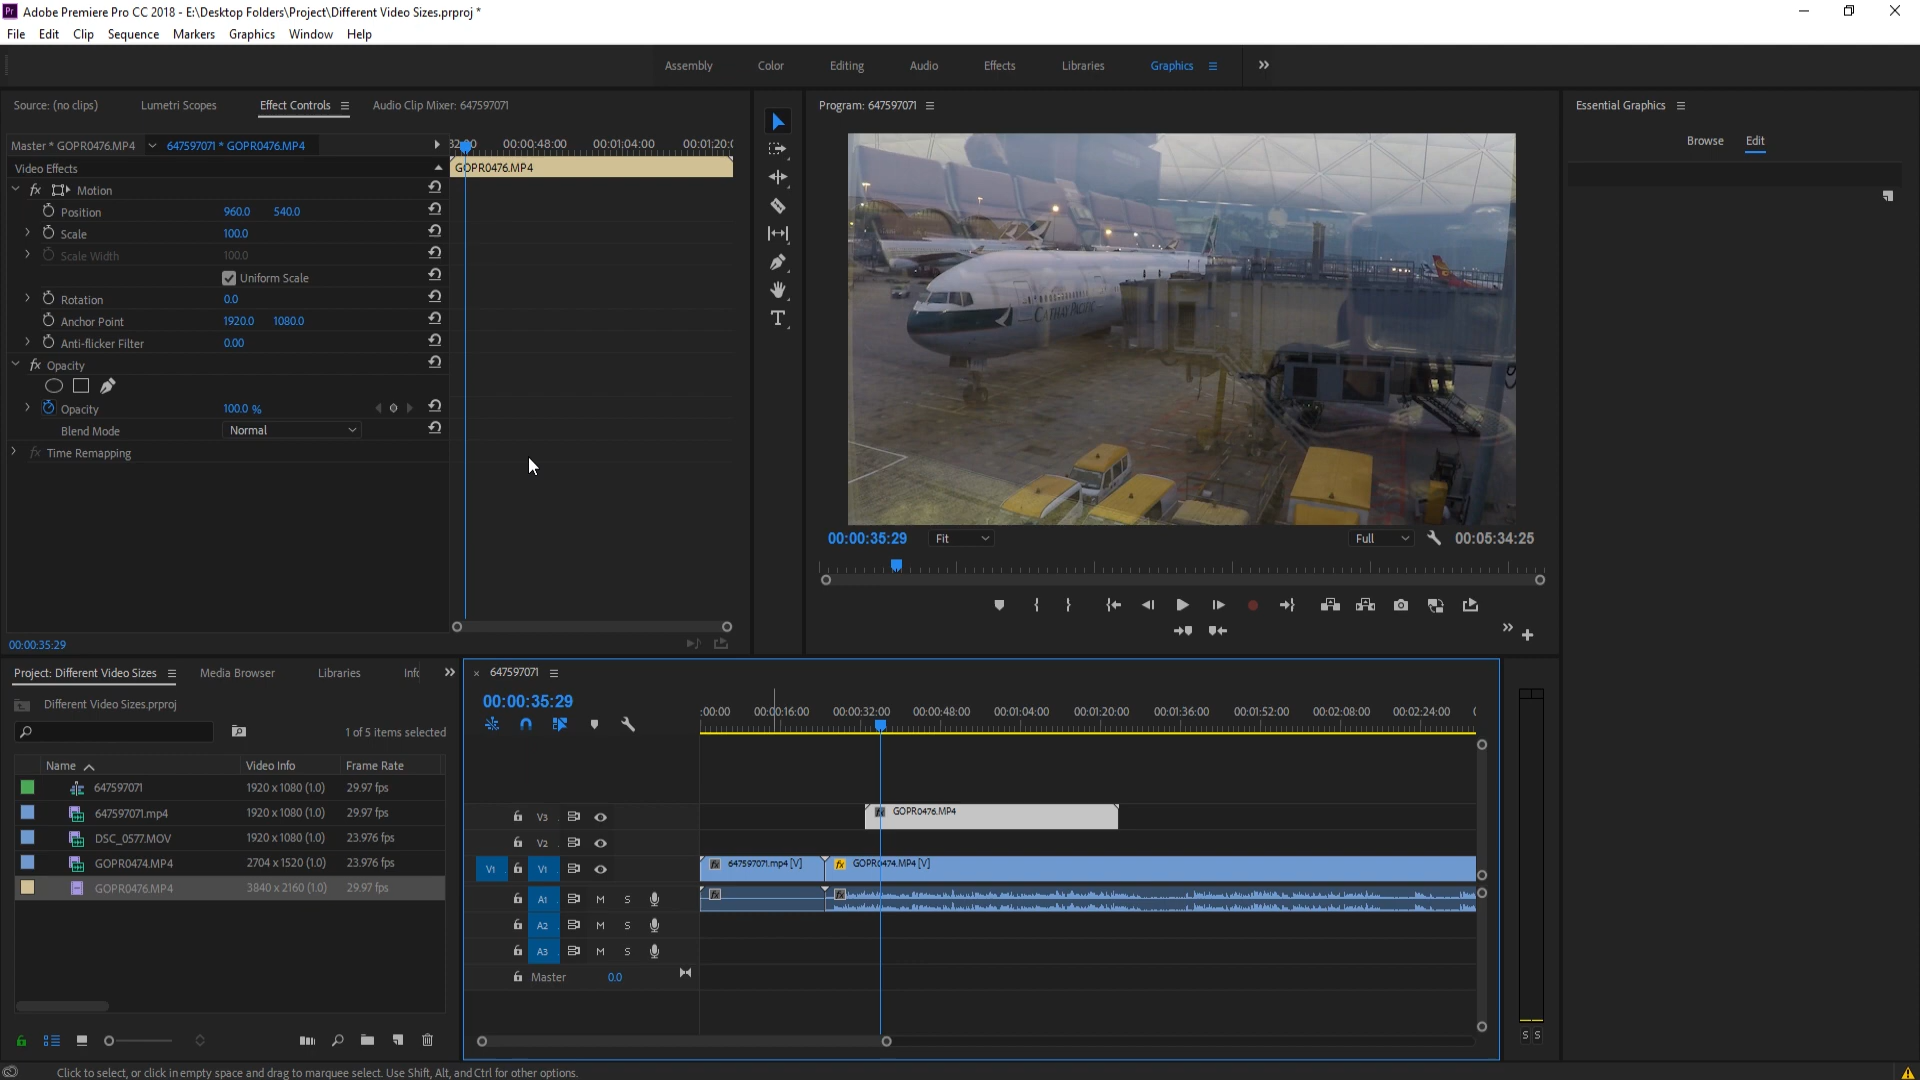 Adobe Premiere Pro CC 2018 - E:\Desktop Folders\Project\Different Video Sizes.prproj *
File Edit Clip Sequence Markers Graphics Window Help
Assembly Color Editing Audio Effects Libraries Graphics
Source: (no clips) Lumetri Scopes Effect Controls Audio Clip Mixer: 647597071
Program: 647597071
Essential Graphics
Browse Edit
Master * GOPR0476.MP4 647597071 * GOPR0476.MP4
32:00 00:00:48:00 00:01:04:00 00:01:20:0
Video Effects
GOPR0476.MP4
fx Motion
Position 960.0 540.0
Scale 100.0
Scale Width 100.0
Uniform Scale
Rotation 0.0
Anchor Point 1920.0 1080.0
Anti-flicker Filter 0.00
fx Opacity
Opacity 100.0 %
Blend Mode Normal
fx Time Remapping
CATHAY PACIFIC
00:00:35:29 Fit Full 00:05:34:25
00:00:35:29
Project: Different Video Sizes Media Browser Libraries Info
Different Video Sizes.prproj
1 of 5 items selected
Name Video Info Frame Rate
647597071 1920 x 1080 (1.0) 29.97 fps
647597071.mp4 1920 x 1080 (1.0) 29.97 fps
DSC_0577.MOV 1920 x 1080 (1.0) 23.976 fps
GOPR0474.MP4 2704 x 1520 (1.0) 23.976 fps
GOPR0476.MP4 3840 x 2160 (1.0) 29.97 fps
647597071
00:00:35:29
:00:00 00:00:16:00 00:00:32:00 00:00:48:00 00:01:04:00 00:01:20:00 00:01:36:00 00:01:52:00 00:02:08:00 00:02:24:00
V3 fx GOPR0476.MP4
V2
V1 V1 fx 647597071.mp4 [V] fx GOPR0474.MP4 [V]
A1 M S fx fx
A2 M S
A3 M S
Master 0.0
S S
Click to select, or click in empty space and drag to marquee select. Use Shift, Alt, and Ctrl for other options.